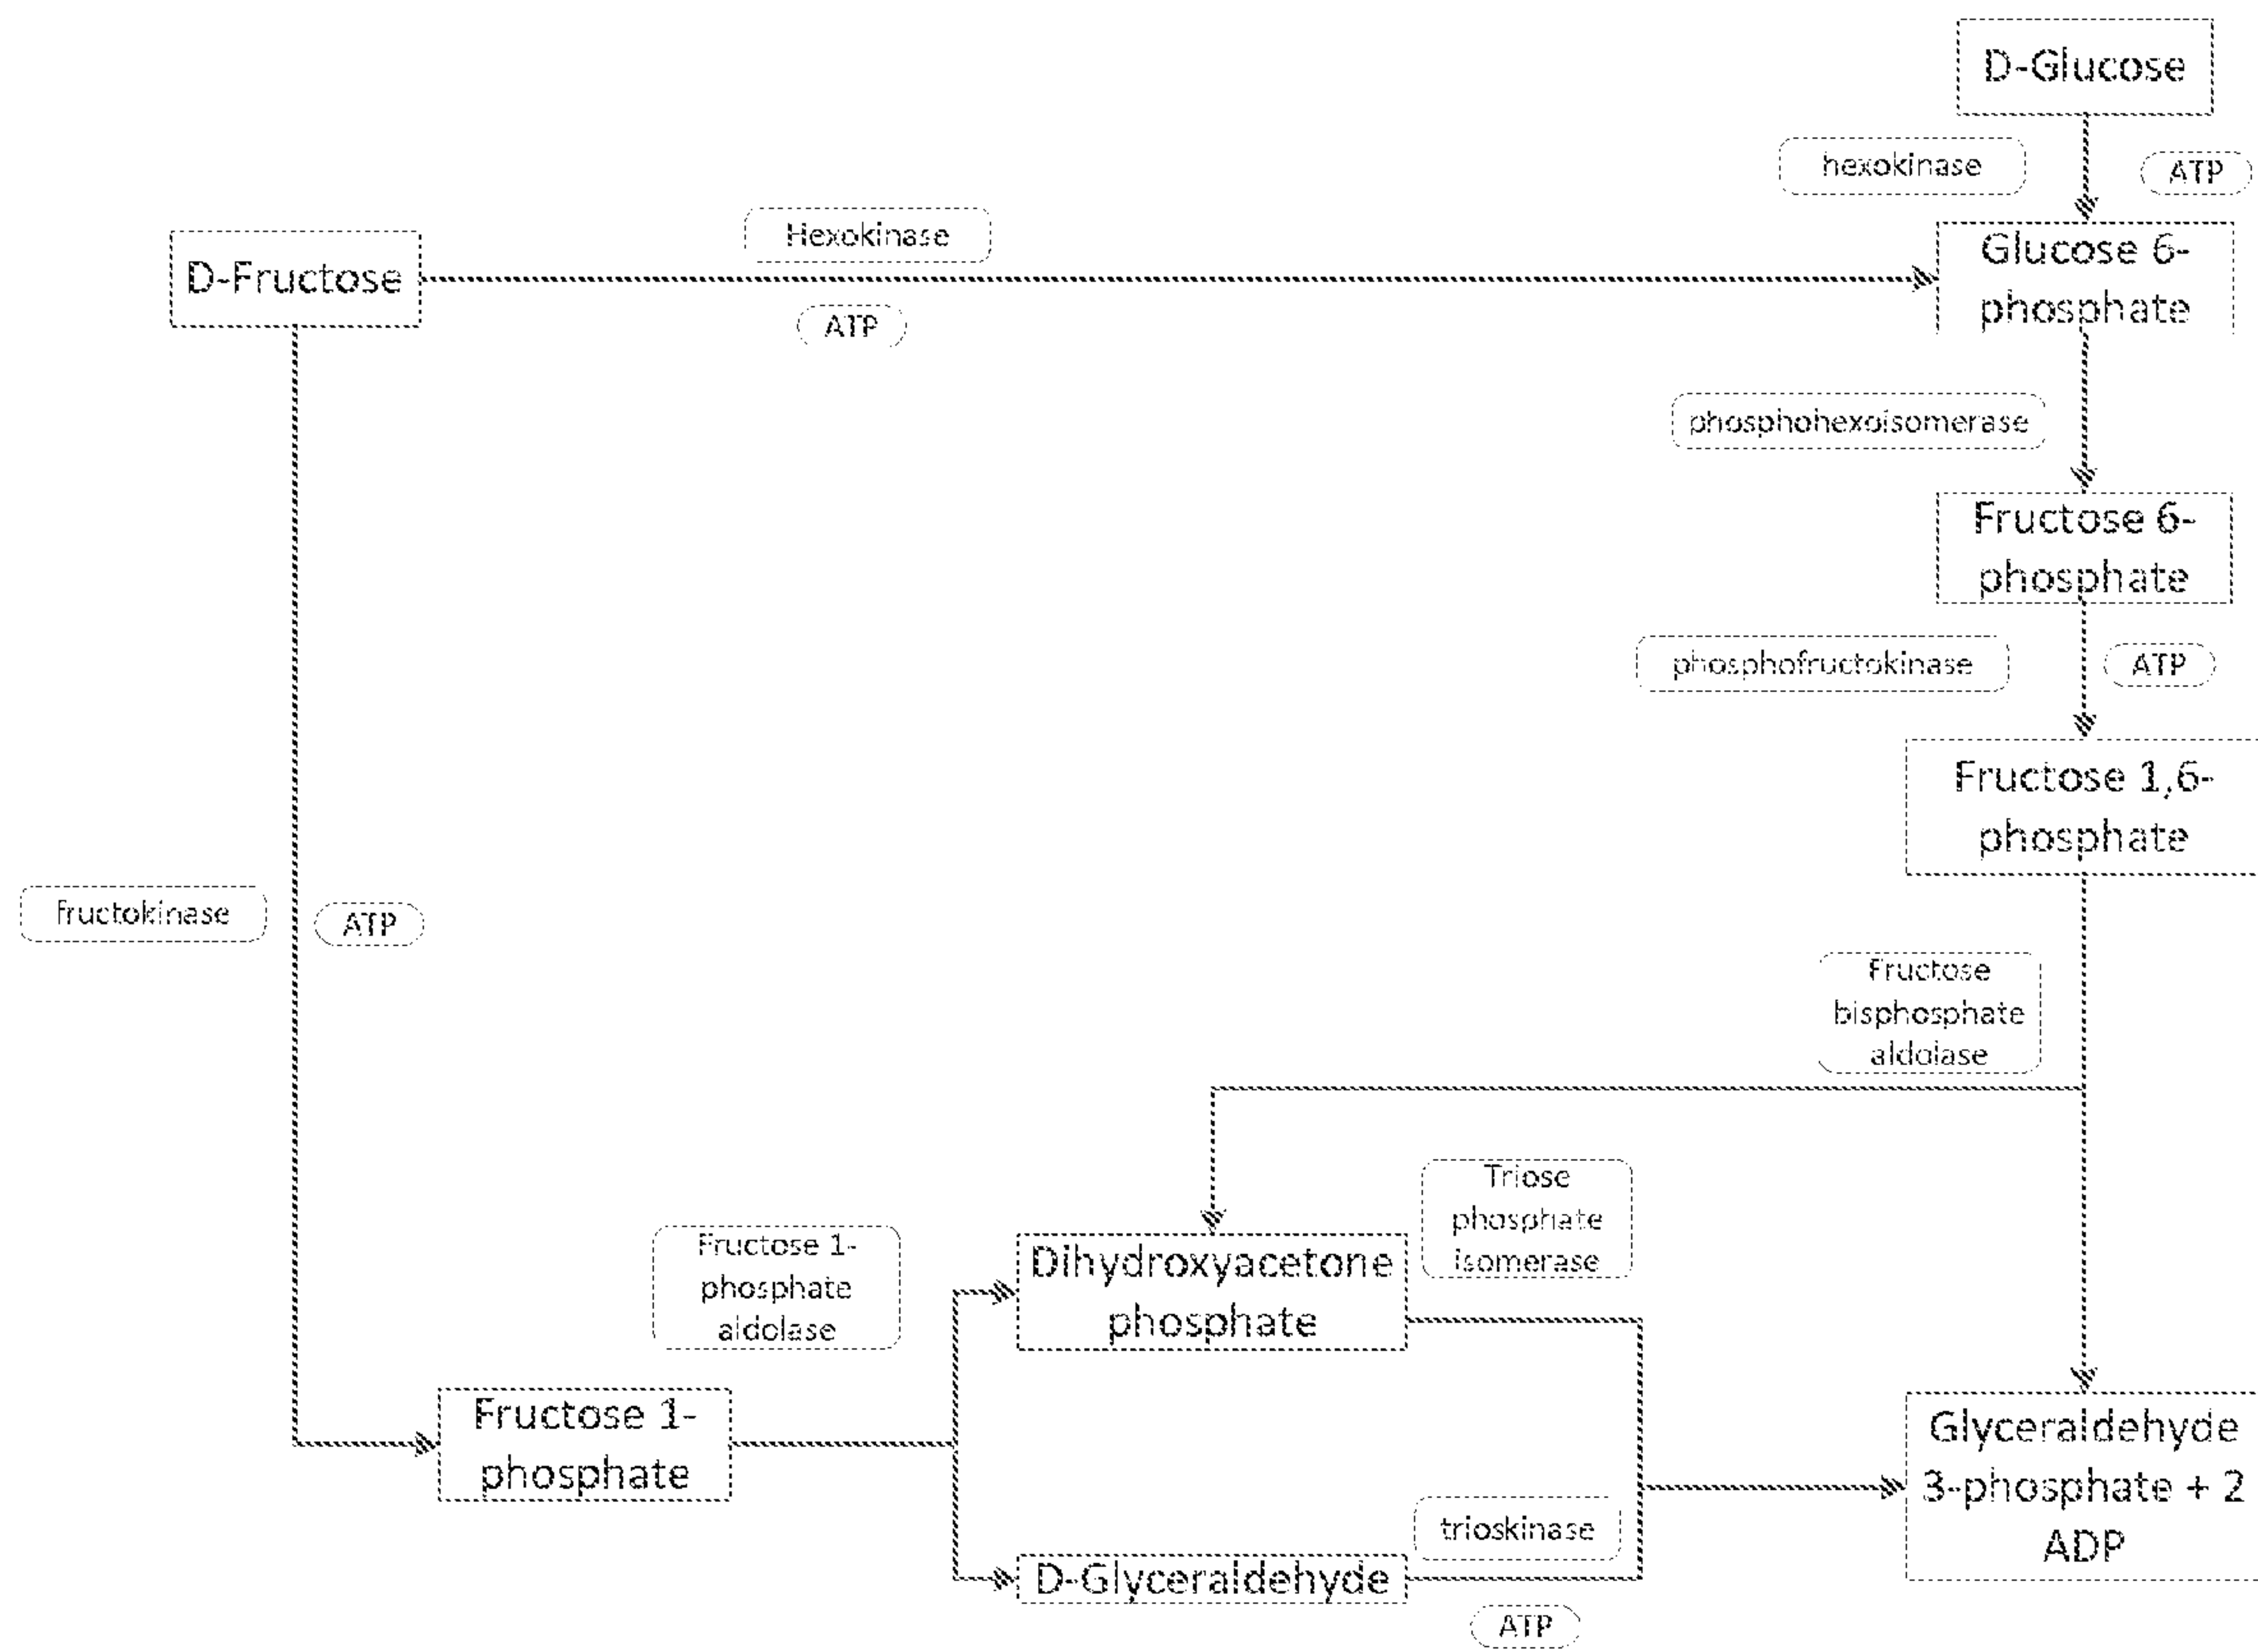 D-Glucose
hexokinase
ATP
Hexokinase
D-Fructose
ATP
Glucose 6-
phosphate
phosphohexoisomerase
Fructose 6-
phosphate
phosphofructokinase
ATP
Fructose 1,6-
phosphate
fructokinase
ATP
Fructose
bisphosphate
aldolase
Triose
phosphate
isomerase
Fructose 1-
phosphate
aldolase
Dihydroxyacetone
phosphate
Fructose 1-
phosphate
Glyceraldehyde
3-phosphate + 2
ADP
trioskinase
D-Glyceraldehyde
ATP